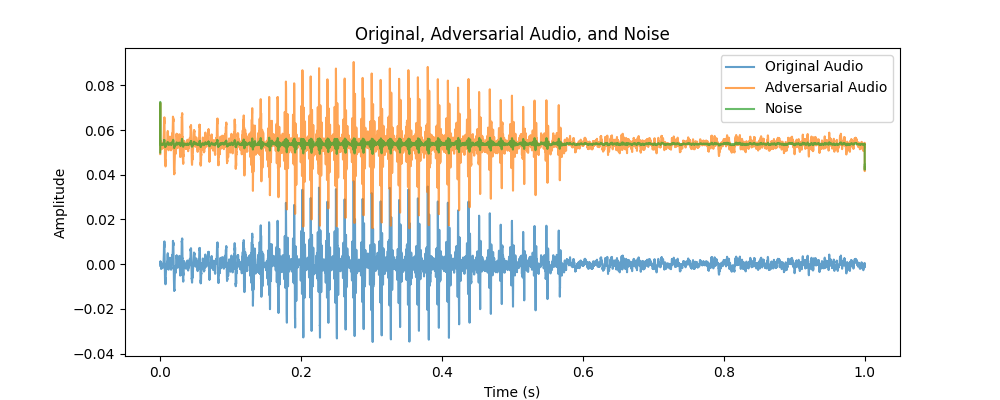 Original, Adversarial Audio, and Noise
Original Audio
Adversarial Audio
Noise
Amplitude
0.08
0.06
0.04
0.02
0.00
−0.02
−0.04
0.0
0.2
0.4
0.6
0.8
1.0
Time (s)